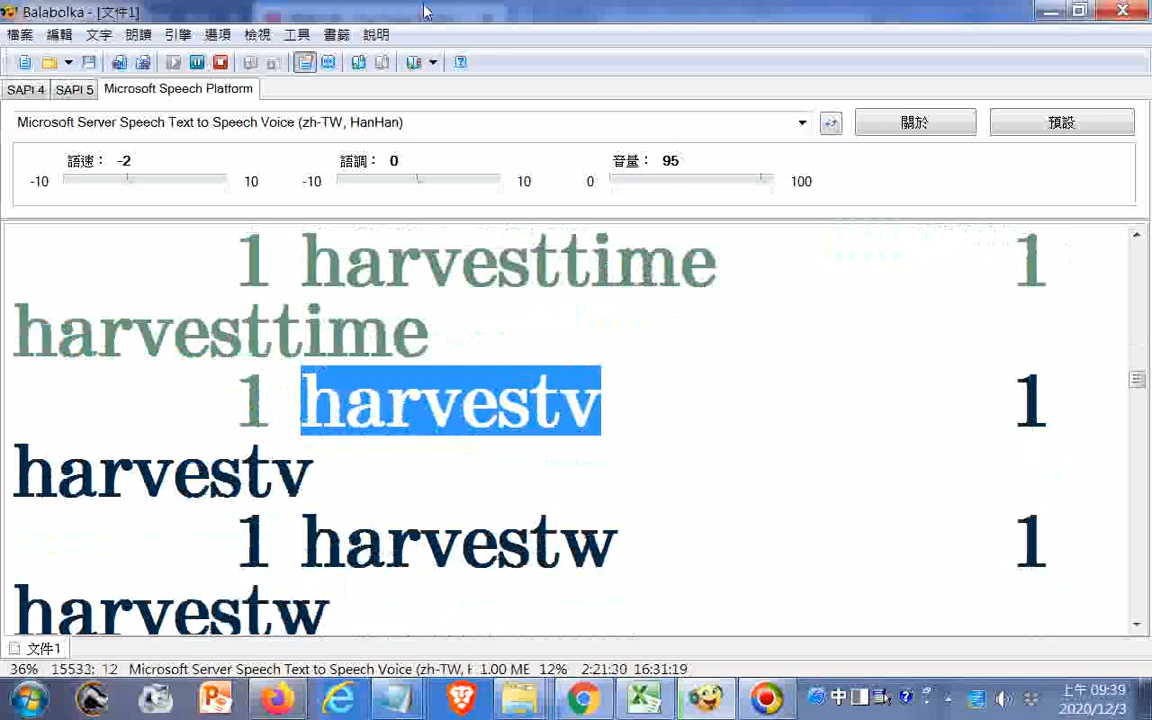 Balabolka - [文件1]
檔案 編輯 文字 朗讀 引擎 選項 檢視 工具 書籤 說明
SAPI 4 SAPI 5 Microsoft Speech Platform
Microsoft Server Speech Text to Speech Voice (zh-TW, HanHan) 關於 預設
語速： -2 語調： 0 音量： 95
-10 10 -10 10 0 100
1 harvesttime 1
harvesttime
1 harvestv 1
harvestv
1 harvestw 1
harvestw
文件1
36% 15533: 12 Microsoft Server Speech Text to Speech Voice (zh-TW, H 1.00 ME 12% 2:21:30 16:31:19
中 上午 09:39
2020/12/3